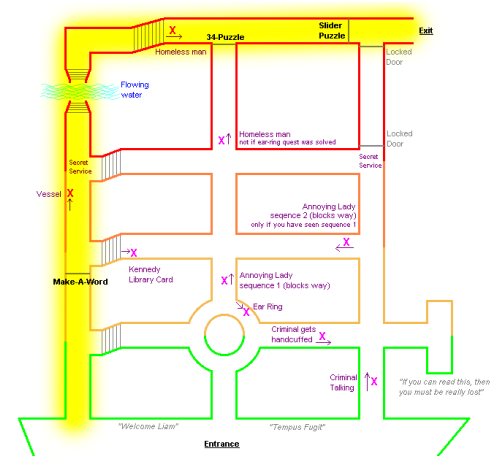 Slider
Puzzle
Exit
34-Puzzle
X
Homeless man
Locked
Door
Flowing
water
Homeless man
X
not if ear-ring quest was solved
Locked
Door
Secret
Service
Secret
Service
Vessel
X
Annoying Lady
seqence 2 (blocks way)
only if you have seen sequence 1
X
X
Kennedy
Library Card
Annoying Lady
X
sequence 1 (blocks way)
Make-A-Word
Ear Ring
X
Criminal gets
handcuffed
X
Criminal
Talking
X
"If you can read this, then
you must be really lost"
"Welcome Liam"
"Tempus Fugit"
Entrance